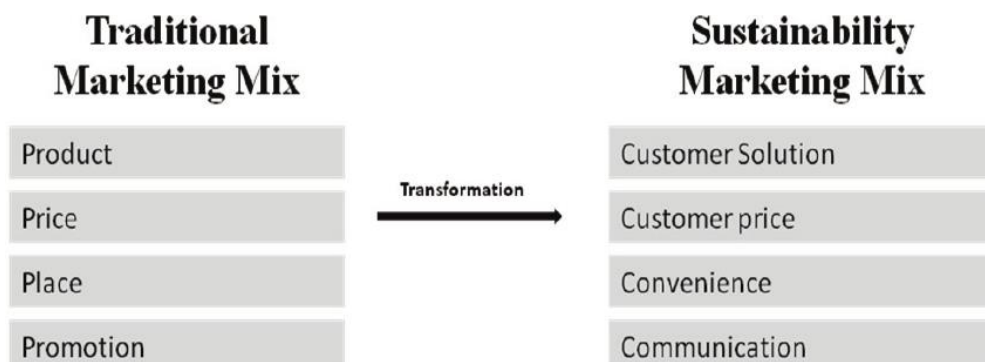 Traditional
Marketing Mix
Product
Price
Place
Promotion
Transformation
Sustainability
Marketing Mix
Customer Solution
Customer price
Convenience
Communication